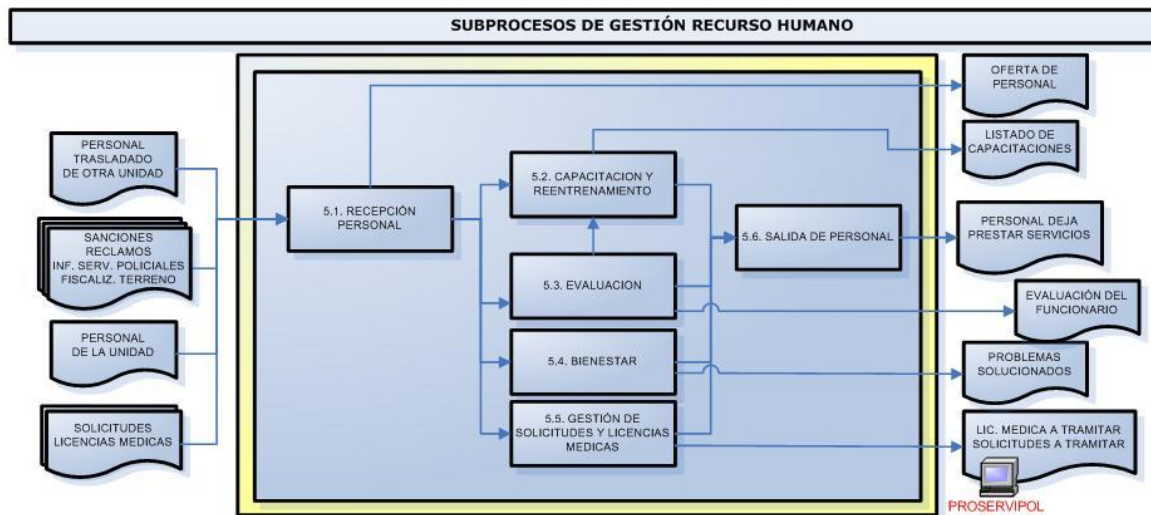 SUBPROCESOS DE GESTIÓN RECURSO HUMANO
PERSONAL
TRASLADADO
DE OTRA UNIDAD
SANCIONES
RECLAMOS
INF. SERV. POLICIALES
FISCALIZ. TERRENO
PERSONAL
DE LA UNIDAD
SOLICITUDES
LICENCIAS MEDICAS
5.1. RECEPCIÓN
PERSONAL
5.2. CAPACITACION Y
REENTRENAMIENTO
5.3. EVALUACION
5.4. BIENESTAR
5.5. GESTIÓN DE
SOLICITUDES Y LICENCIAS
MEDICAS
5.6. SALIDA DE PERSONAL
OFERTA DE
PERSONAL
LISTADO DE
CAPACITACIONES
PERSONAL DEJA
PRESTAR SERVICIOS
EVALUACIÓN DEL
FUNCIONARIO
PROBLEMAS
SOLUCIONADOS
LIC. MEDICA A TRAMITAR
SOLICITUDES A TRAMITAR
PROSERVIPOL